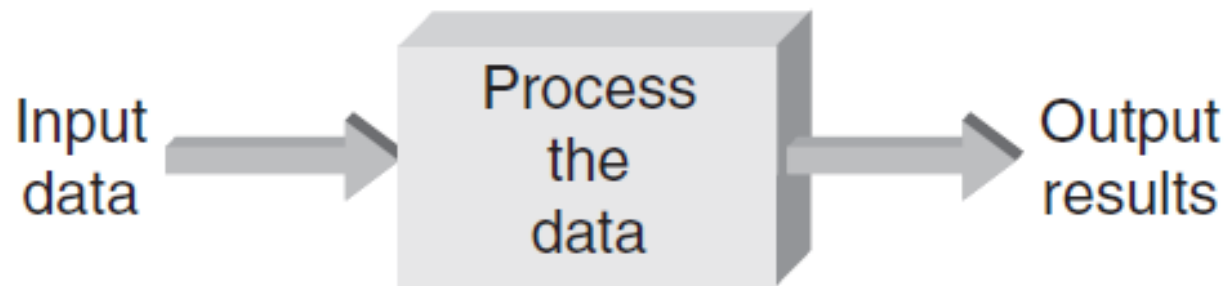 Input
data
Process
the
data
Output
results